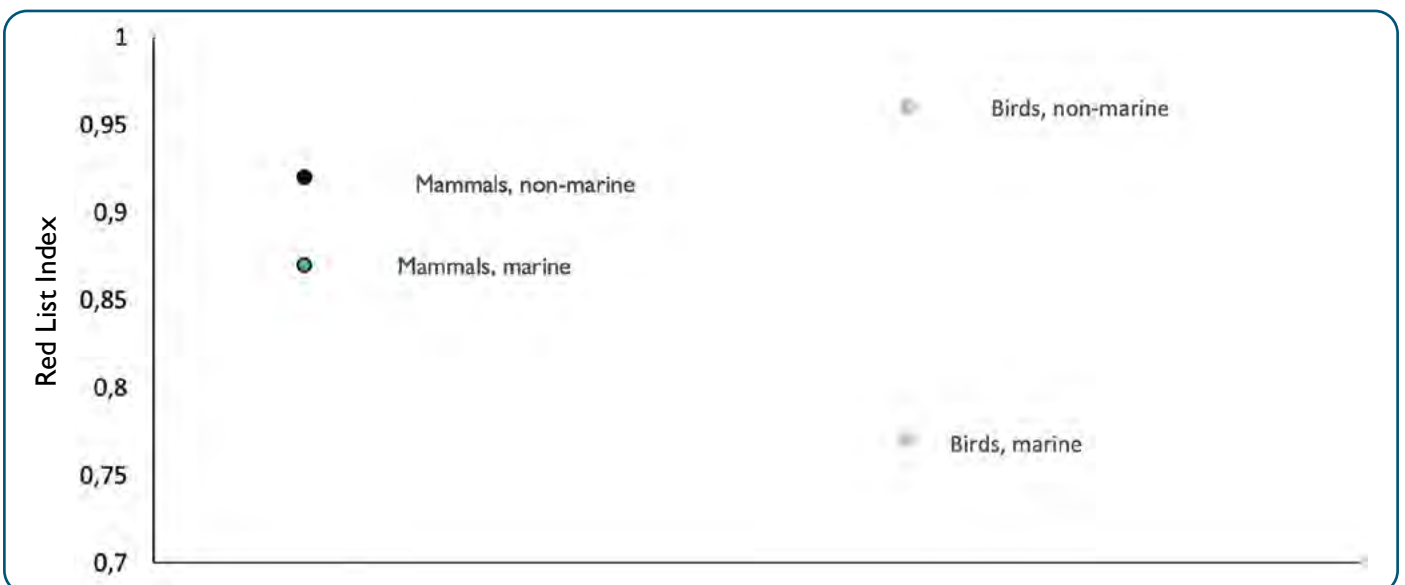 1
Birds, non-marine
0,95
Mammals, non-marine
0,9
Red List Index
Mammals, marine
0,85
0,8
Birds, marine
0,75
0,7